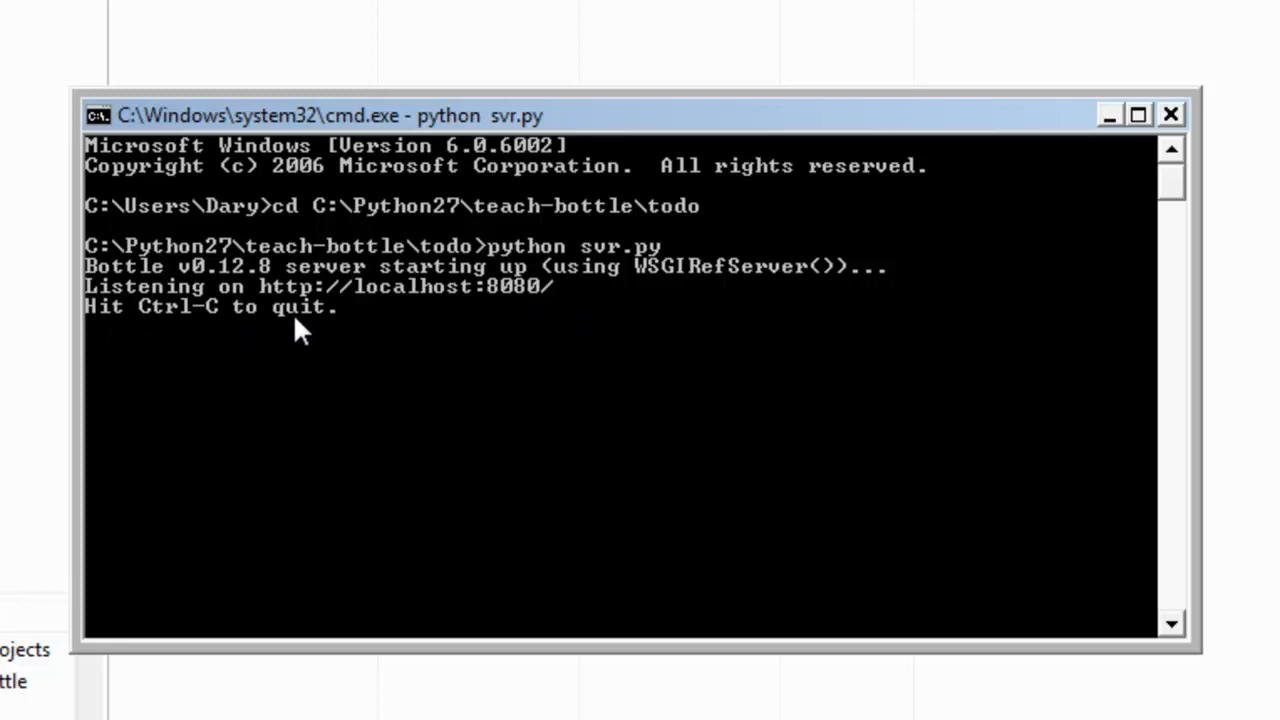 C:\Windows\system32\cmd.exe - python  svr.py
Microsoft Windows [Version 6.0.6002]
Copyright (c) 2006 Microsoft Corporation.  All rights reserved.
C:\Users\Dary>cd C:\Python27\teach-bottle\todo
C:\Python27\teach-bottle\todo>python svr.py
Bottle v0.12.8 server starting up (using WSGIRefServer())...
Listening on http://localhost:8080/
Hit Ctrl-C to quit.
ojects
ttle